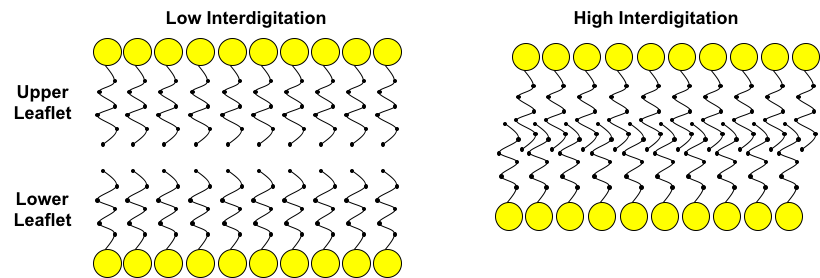 Low Interdigitation
High Interdigitation
Upper
Leaflet
Lower
Leaflet